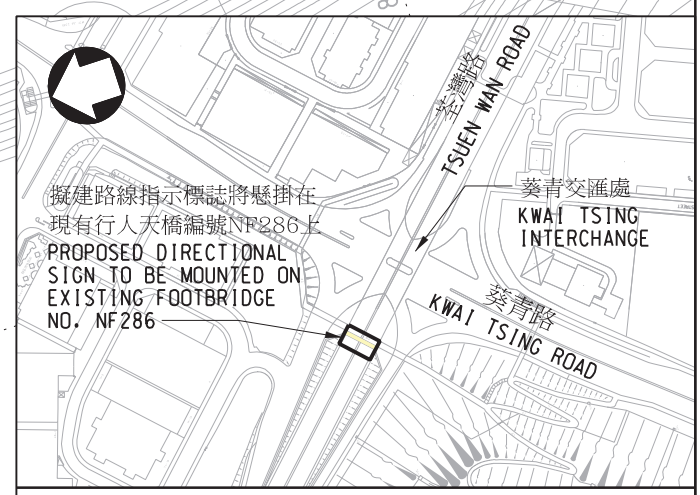 荃灣路
TSUEN WAN ROAD
擬建路線指示標誌將懸掛在
現有行人天橋編號NF286上
PROPOSED DIRECTIONAL
SIGN TO BE MOUNTED ON
EXISTING FOOTBRIDGE
NO. NF286
葵青交匯處
KWAI TSING
INTERCHANGE
葵青路
KWAI TSING ROAD